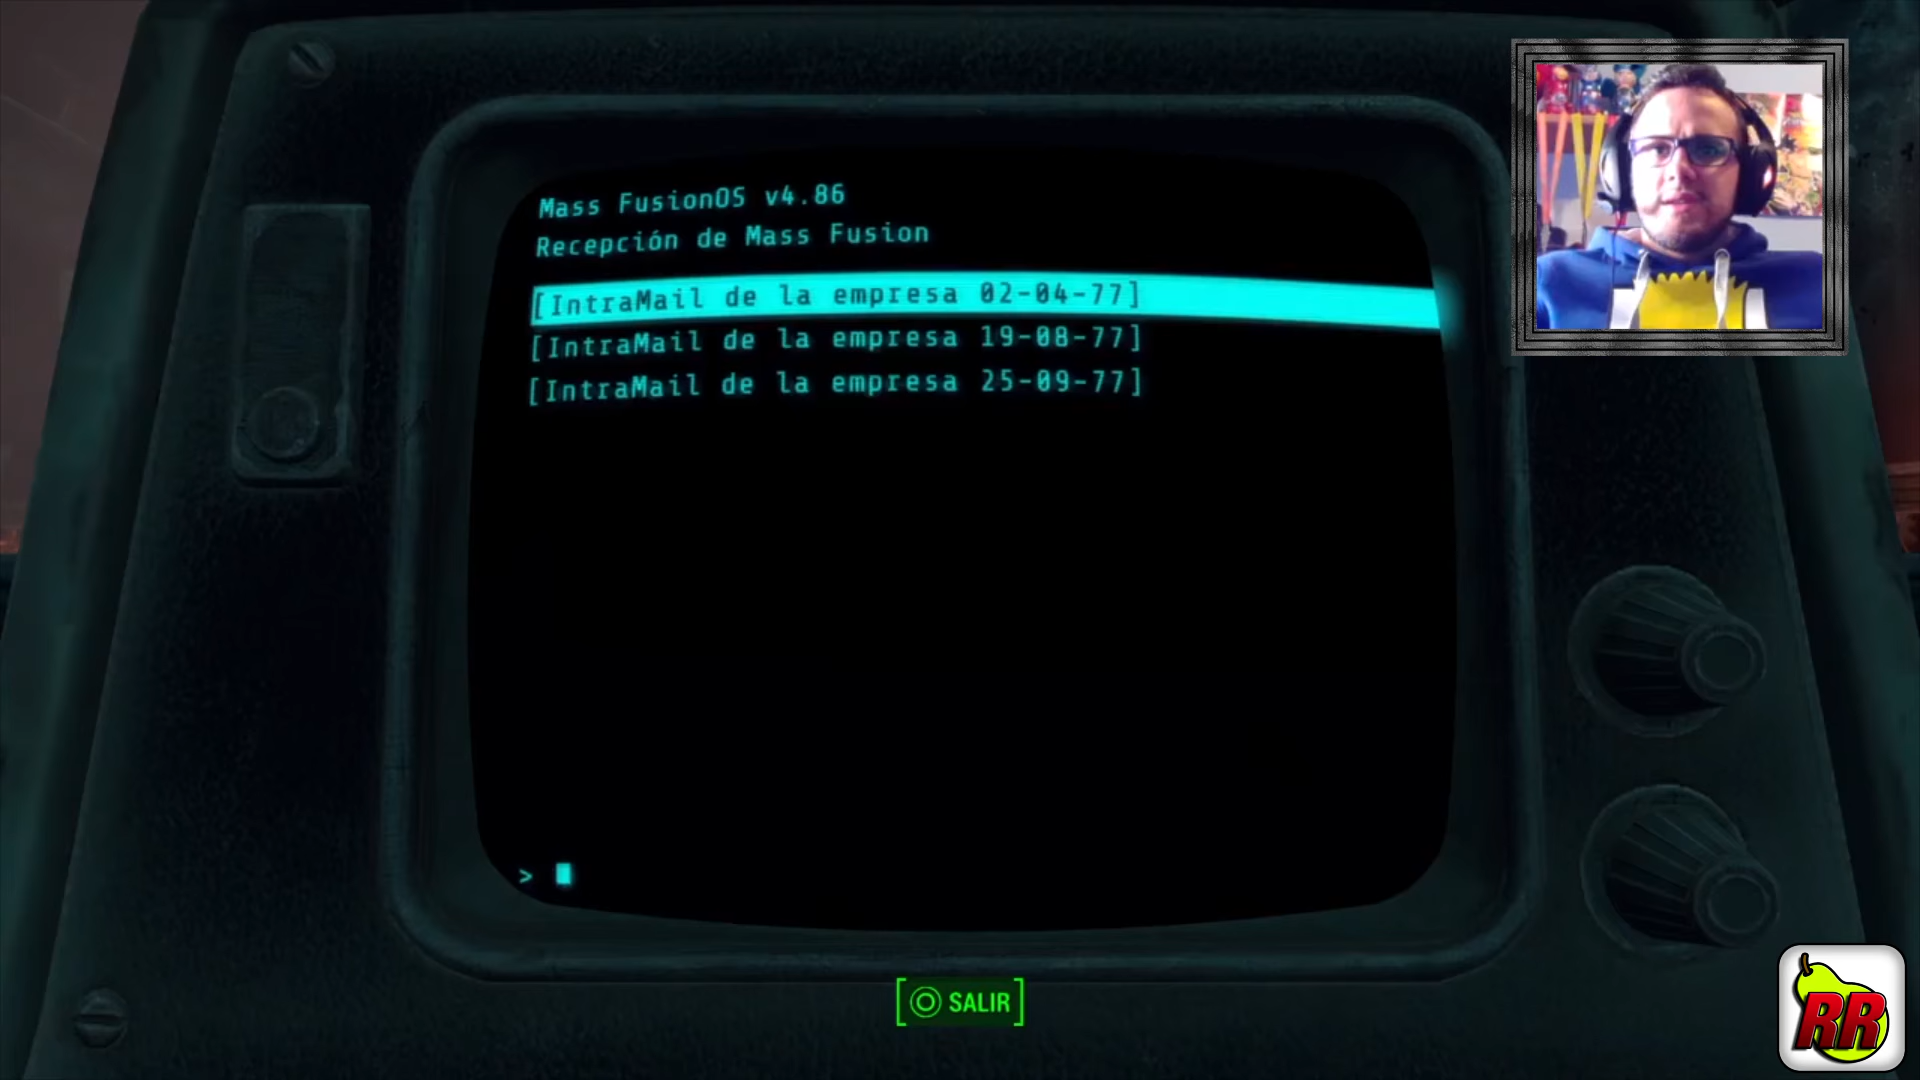 Mass FusionOS v4.86
Recepción de Mass Fusion
[IntraMail de la empresa 02-04-77]
[IntraMail de la empresa 19-08-77]
[IntraMail de la empresa 25-09-77]
>
[SALIR]
RR